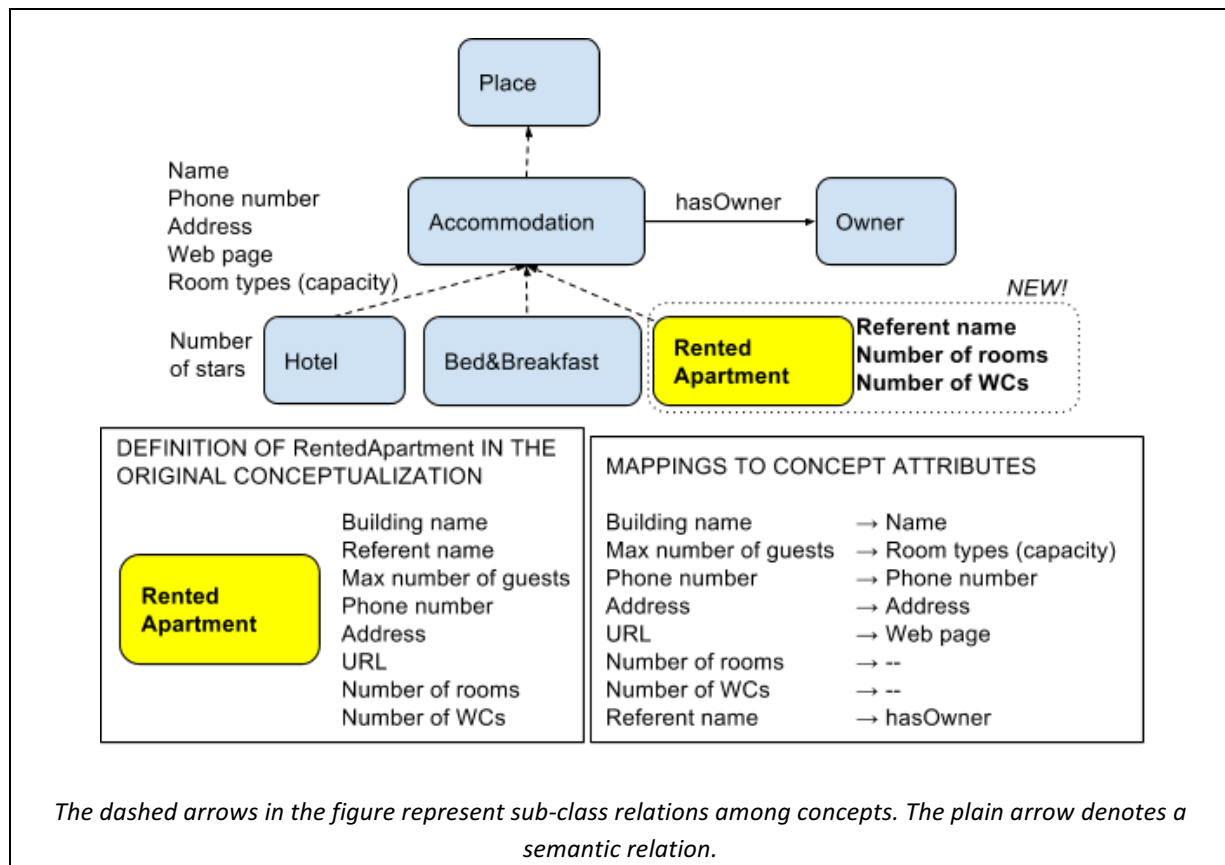 Place
Name
Phone number
Address
Web page
Room types (capacity)
Accommodation
hasOwner
Owner
NEW!
Number
of stars
Hotel
Bed&Breakfast
Rented
Apartment
Referent name
Number of rooms
Number of WCs
DEFINITION OF RentedApartment IN THE
ORIGINAL CONCEPTUALIZATION
Rented
Apartment
Building name
Referent name
Max number of guests
Phone number
Address
URL
Number of rooms
Number of WCs
MAPPINGS TO CONCEPT ATTRIBUTES
Building name → Name
Max number of guests → Room types (capacity)
Phone number → Phone number
Address → Address
URL → Web page
Number of rooms → --
Number of WCs → --
Referent name → hasOwner
The dashed arrows in the figure represent sub-class relations among concepts. The plain arrow denotes a
semantic relation.